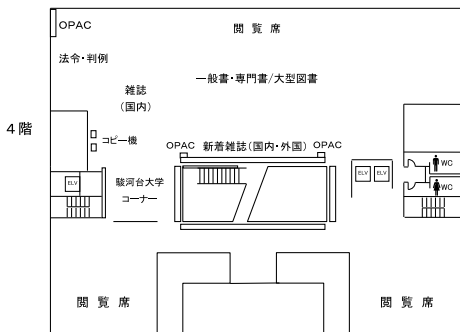 OPAC
閲覧席
法令・判例
一般書・専門書/大型図書
雑誌
(国内)
4階
コピー機
OPAC 新着雑誌(国内・外国) OPAC
WC
ELV
駿河台大学
コーナー
ELV ELV
WC
閲覧席
閲覧席